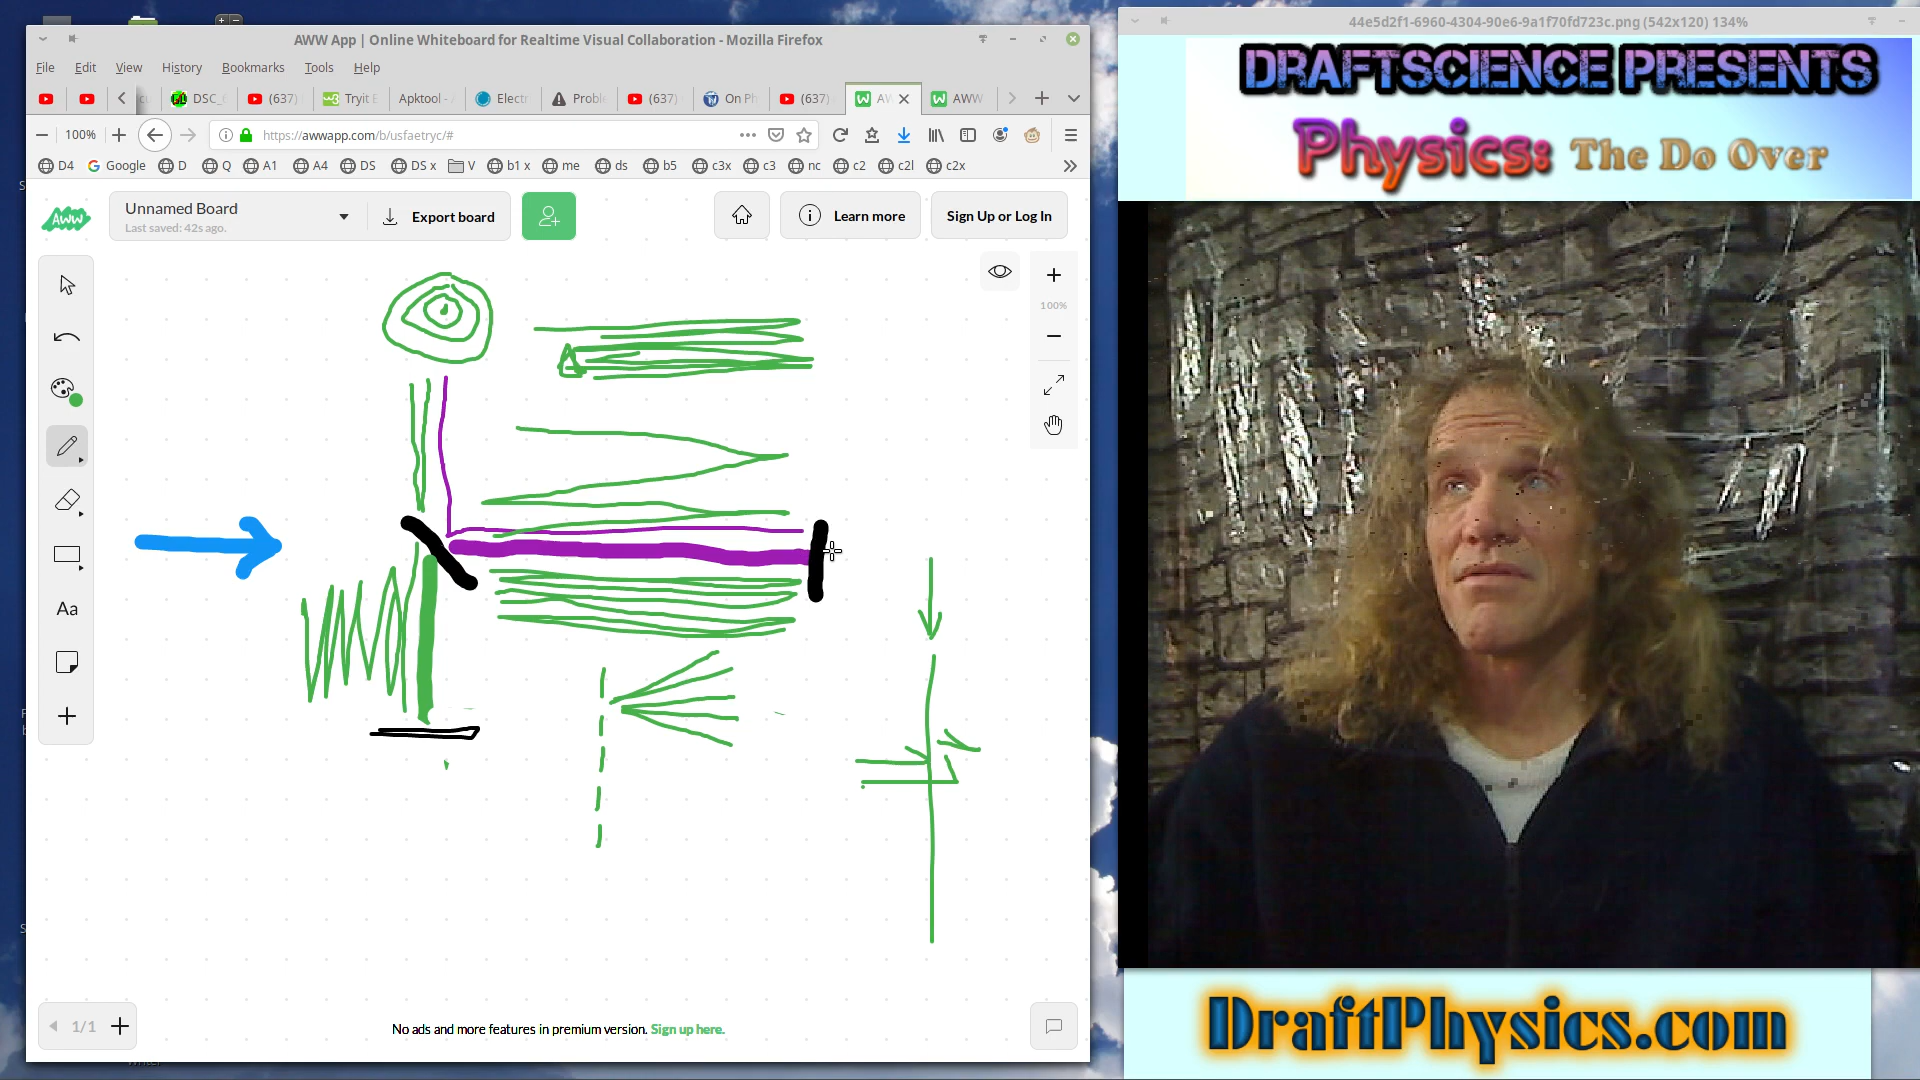 AWW App | Online Whiteboard for Realtime Visual Collaboration - Mozilla Firefox
File Edit View History Bookmarks Tools Help
DSC_ (637) Tryit E Apktool - Electr Proble (637) On Ph (637) AW AWW
100% https://awwapp.com/b/usfaetryc/#
D4 Google D Q A1 A4 DS DS x V b1 x me ds b5 c3x c3 nc c2 c2l c2x
AWW
Unnamed Board
Last saved: 42s ago.
Export board
Learn more
Sign Up or Log In
100%
Aa
1/1
No ads and more features in premium version. Sign up here.
44e5d2f1-6960-4304-90e6-9a1f70fd723c.png (542x120) 134%
DRAFTSCIENCE PRESENTS
Physics: The Do Over
DraftPhysics.com